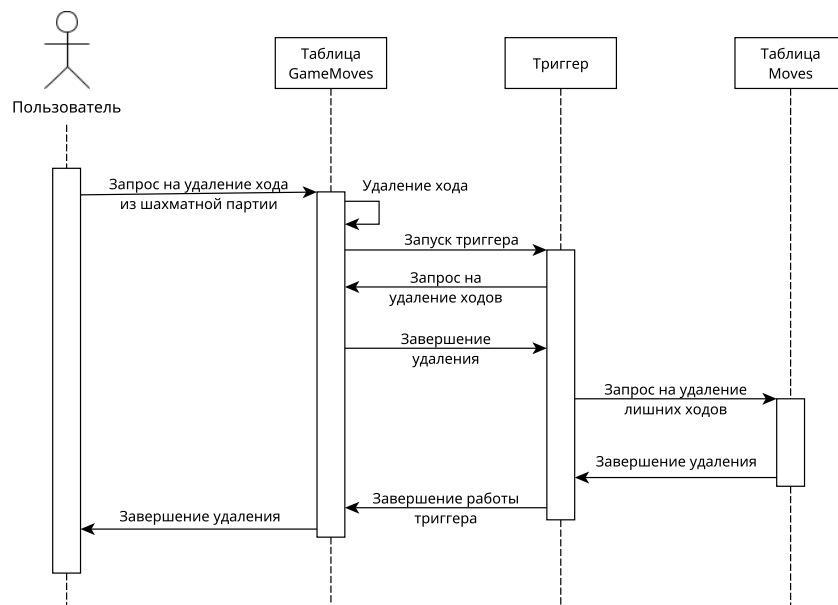 Таблица
GameMoves
Триггер
Таблица
Moves
Пользователь
Запрос на удаление хода
из шахматной партии
Удаление хода
Запуск триггера
Запрос на
удаление ходов
Завершение
удаления
Запрос на удаление
лишних ходов
Завершение удаления
Завершение работы
триггера
Завершение удаления